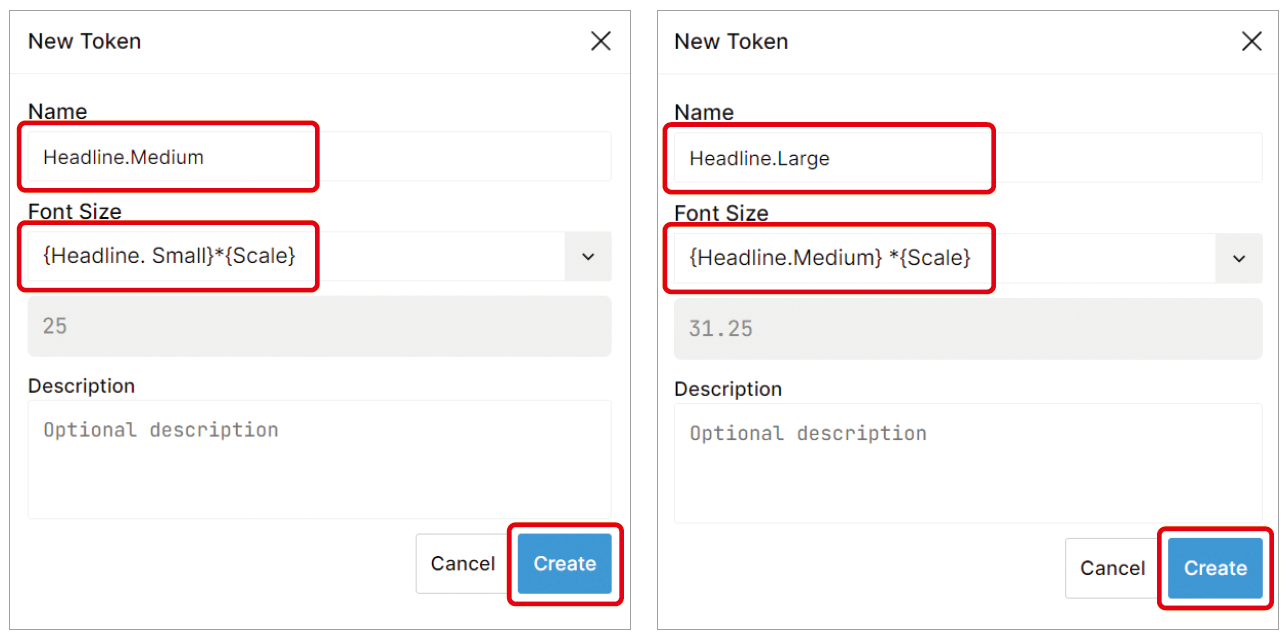 New Token
Name
Headline.Medium
Font Size
{Headline. Small}*{Scale}
25
Description
Optional description
Cancel
Create
New Token
Name
Headline.Large
Font Size
{Headline.Medium} *{Scale}
31.25
Description
Optional description
Cancel
Create